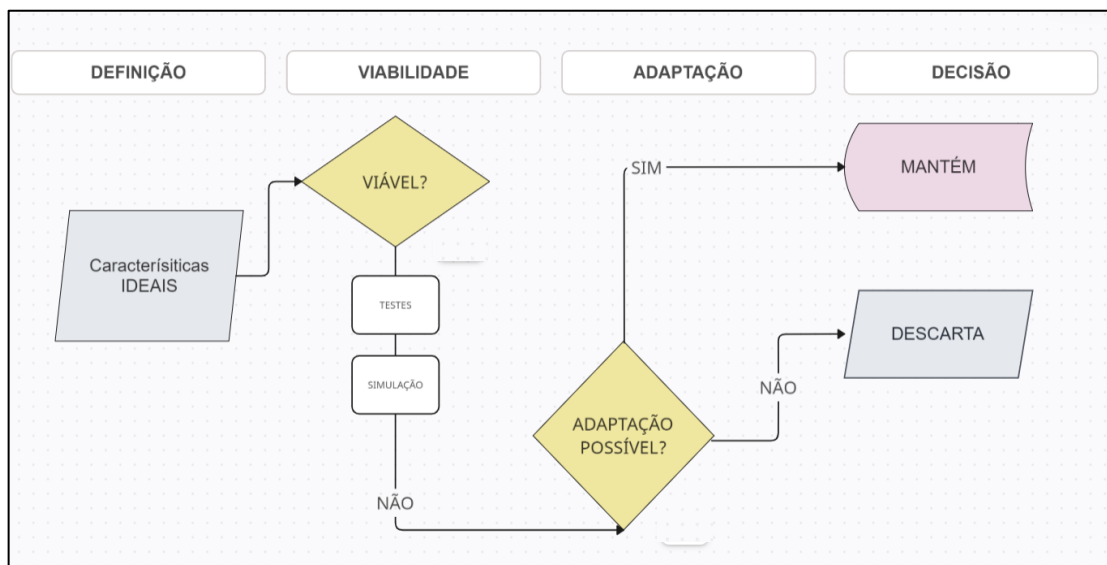 DEFINIÇÃO
VIABILIDADE
ADAPTAÇÃO
DECISÃO
Caracterísiticas
IDEAIS
VIÁVEL?
TESTES
SIMULAÇÃO
NÃO
ADAPTAÇÃO
POSSÍVEL?
SIM
MANTÉM
NÃO
DESCARTA